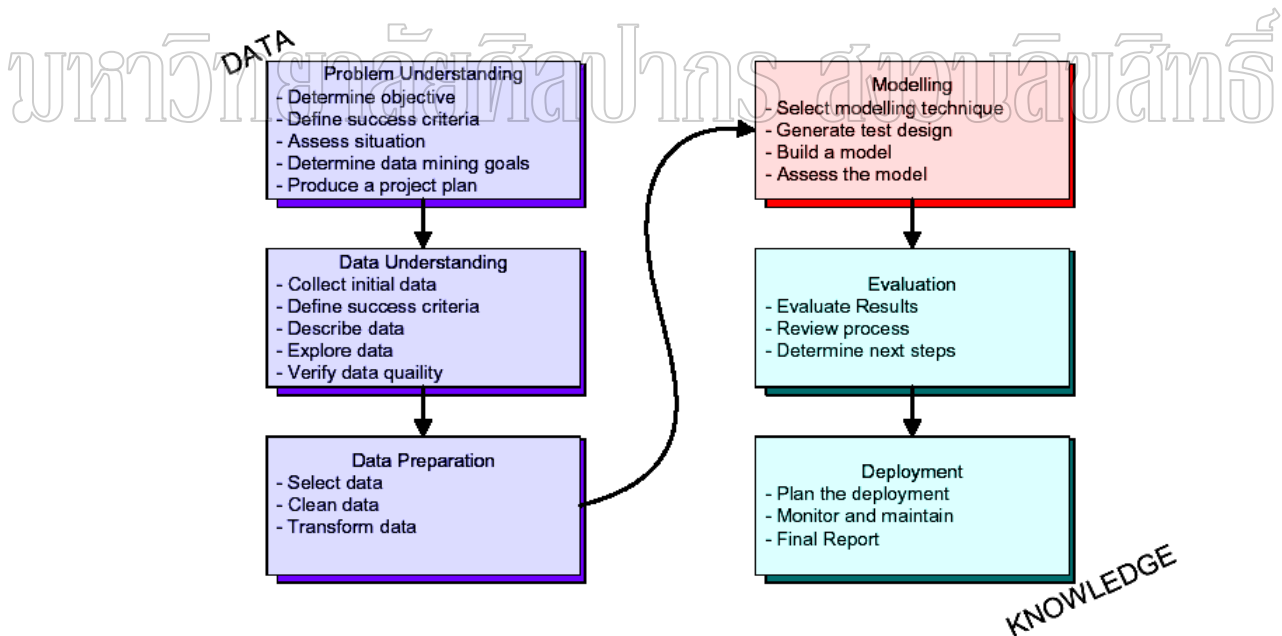 มหาวิทยาลัยศิลปากร สงวนลิขสิทธิ์
DATA
Problem Understanding
- Determine objective
- Define success criteria
- Assess situation
- Determine data mining goals
- Produce a project plan
Data Understanding
- Collect initial data
- Define success criteria
- Describe data
- Explore data
- Verify data quaility
Data Preparation
- Select data
- Clean data
- Transform data
Modelling
- Select modelling technique
- Generate test design
- Build a model
- Assess the model
Evaluation
- Evaluate Results
- Review process
- Determine next steps
Deployment
- Plan the deployment
- Monitor and maintain
- Final Report
KNOWLEDGE